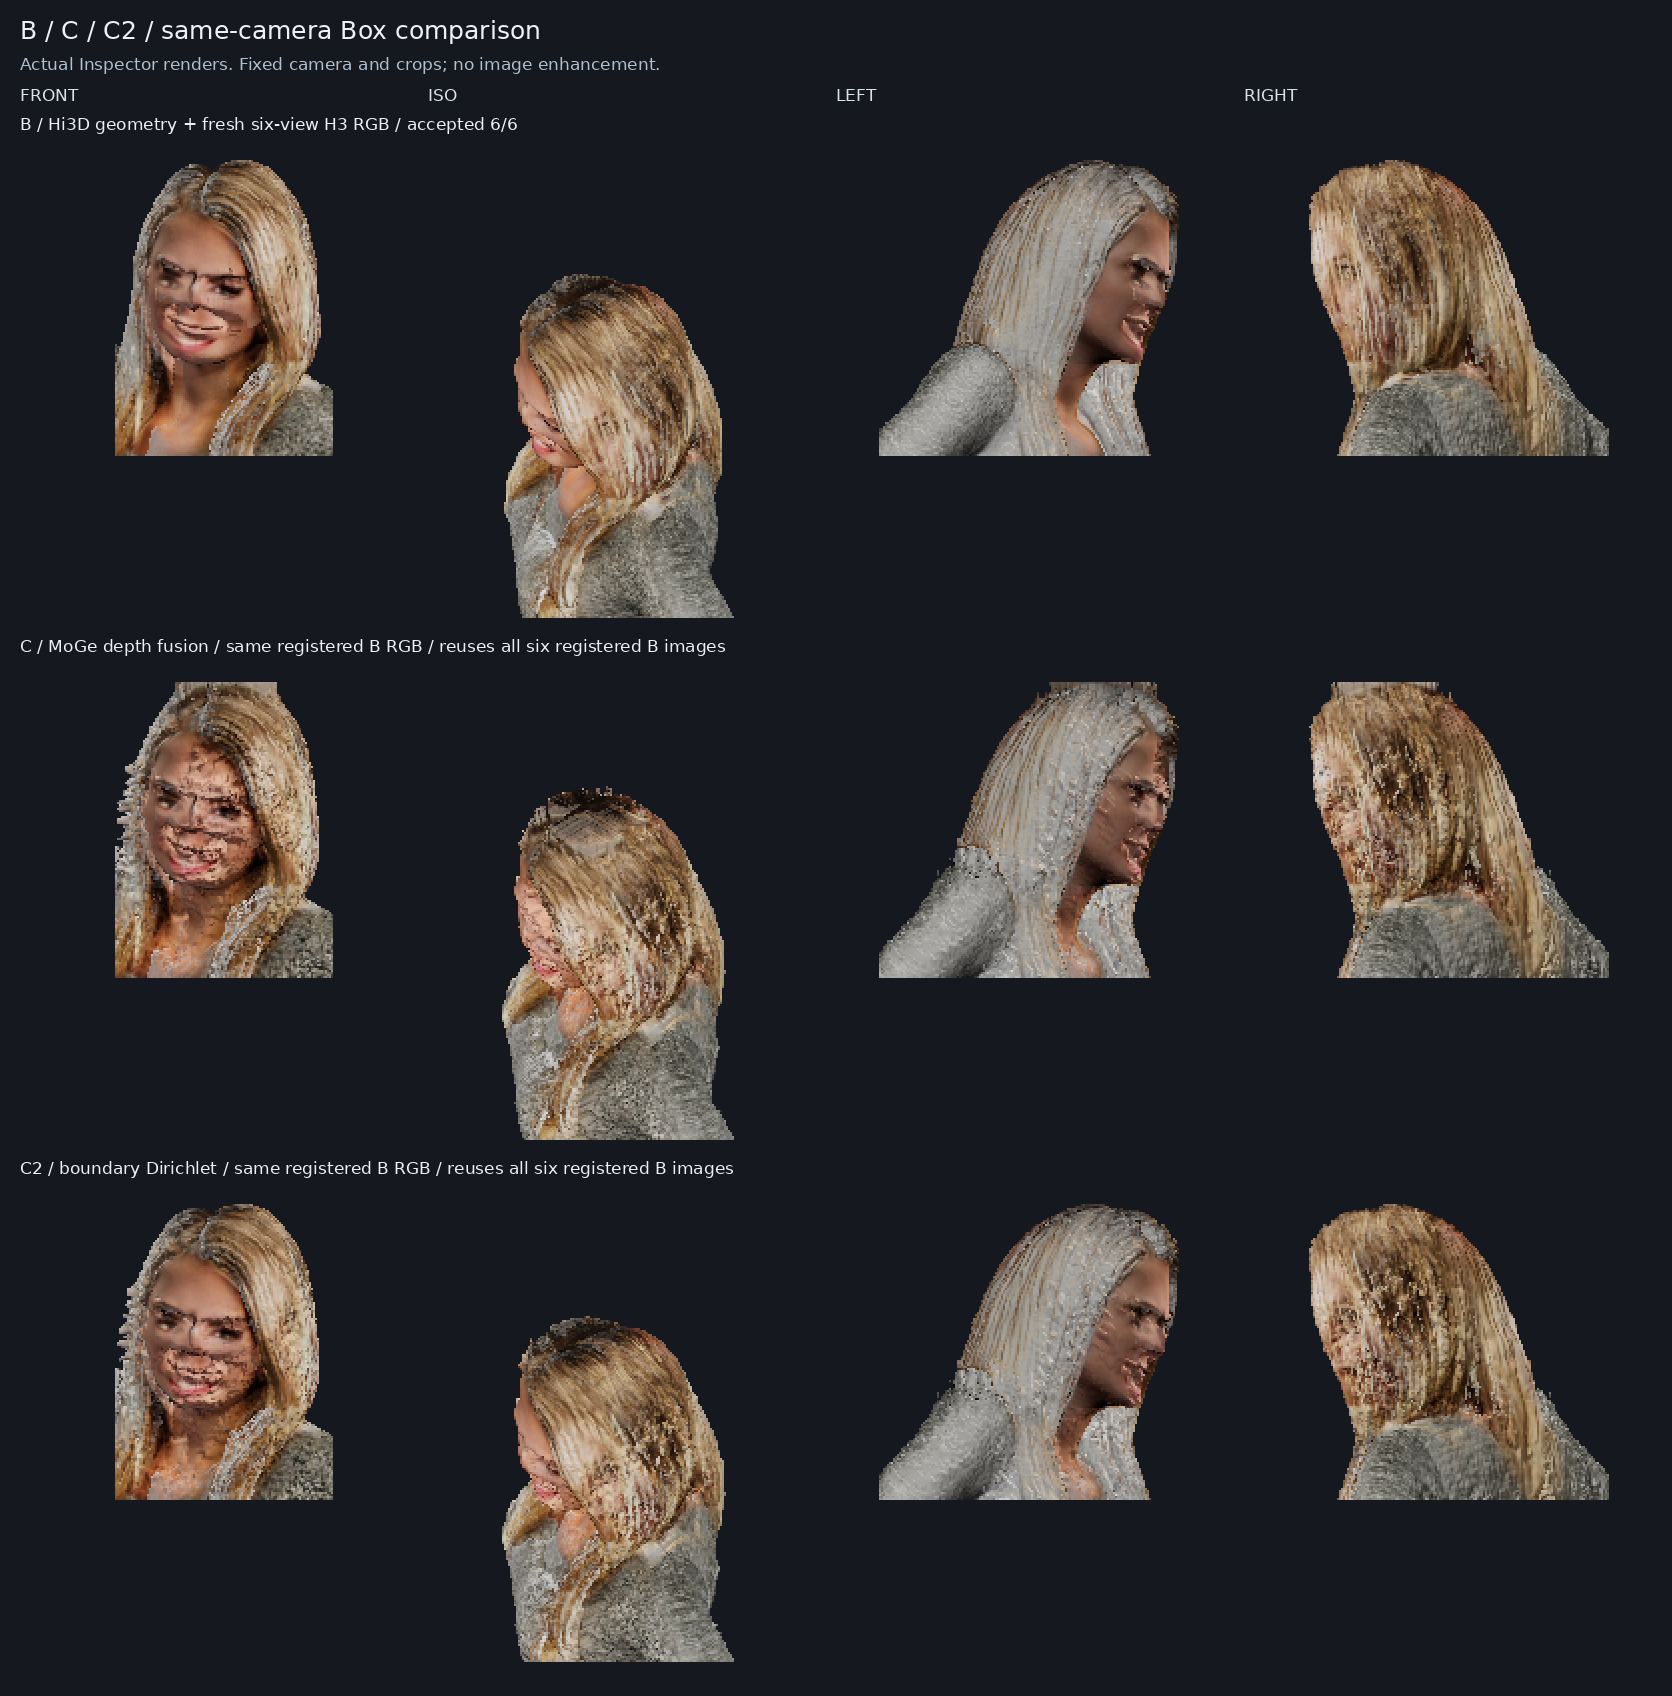 B / C / C2 / same-camera Box comparison
Actual Inspector renders. Fixed camera and crops; no image enhancement.
FRONT ISO LEFT RIGHT
B / Hi3D geometry + fresh six-view H3 RGB / accepted 6/6
C / MoGe depth fusion / same registered B RGB / reuses all six registered B images
C2 / boundary Dirichlet / same registered B RGB / reuses all six registered B images